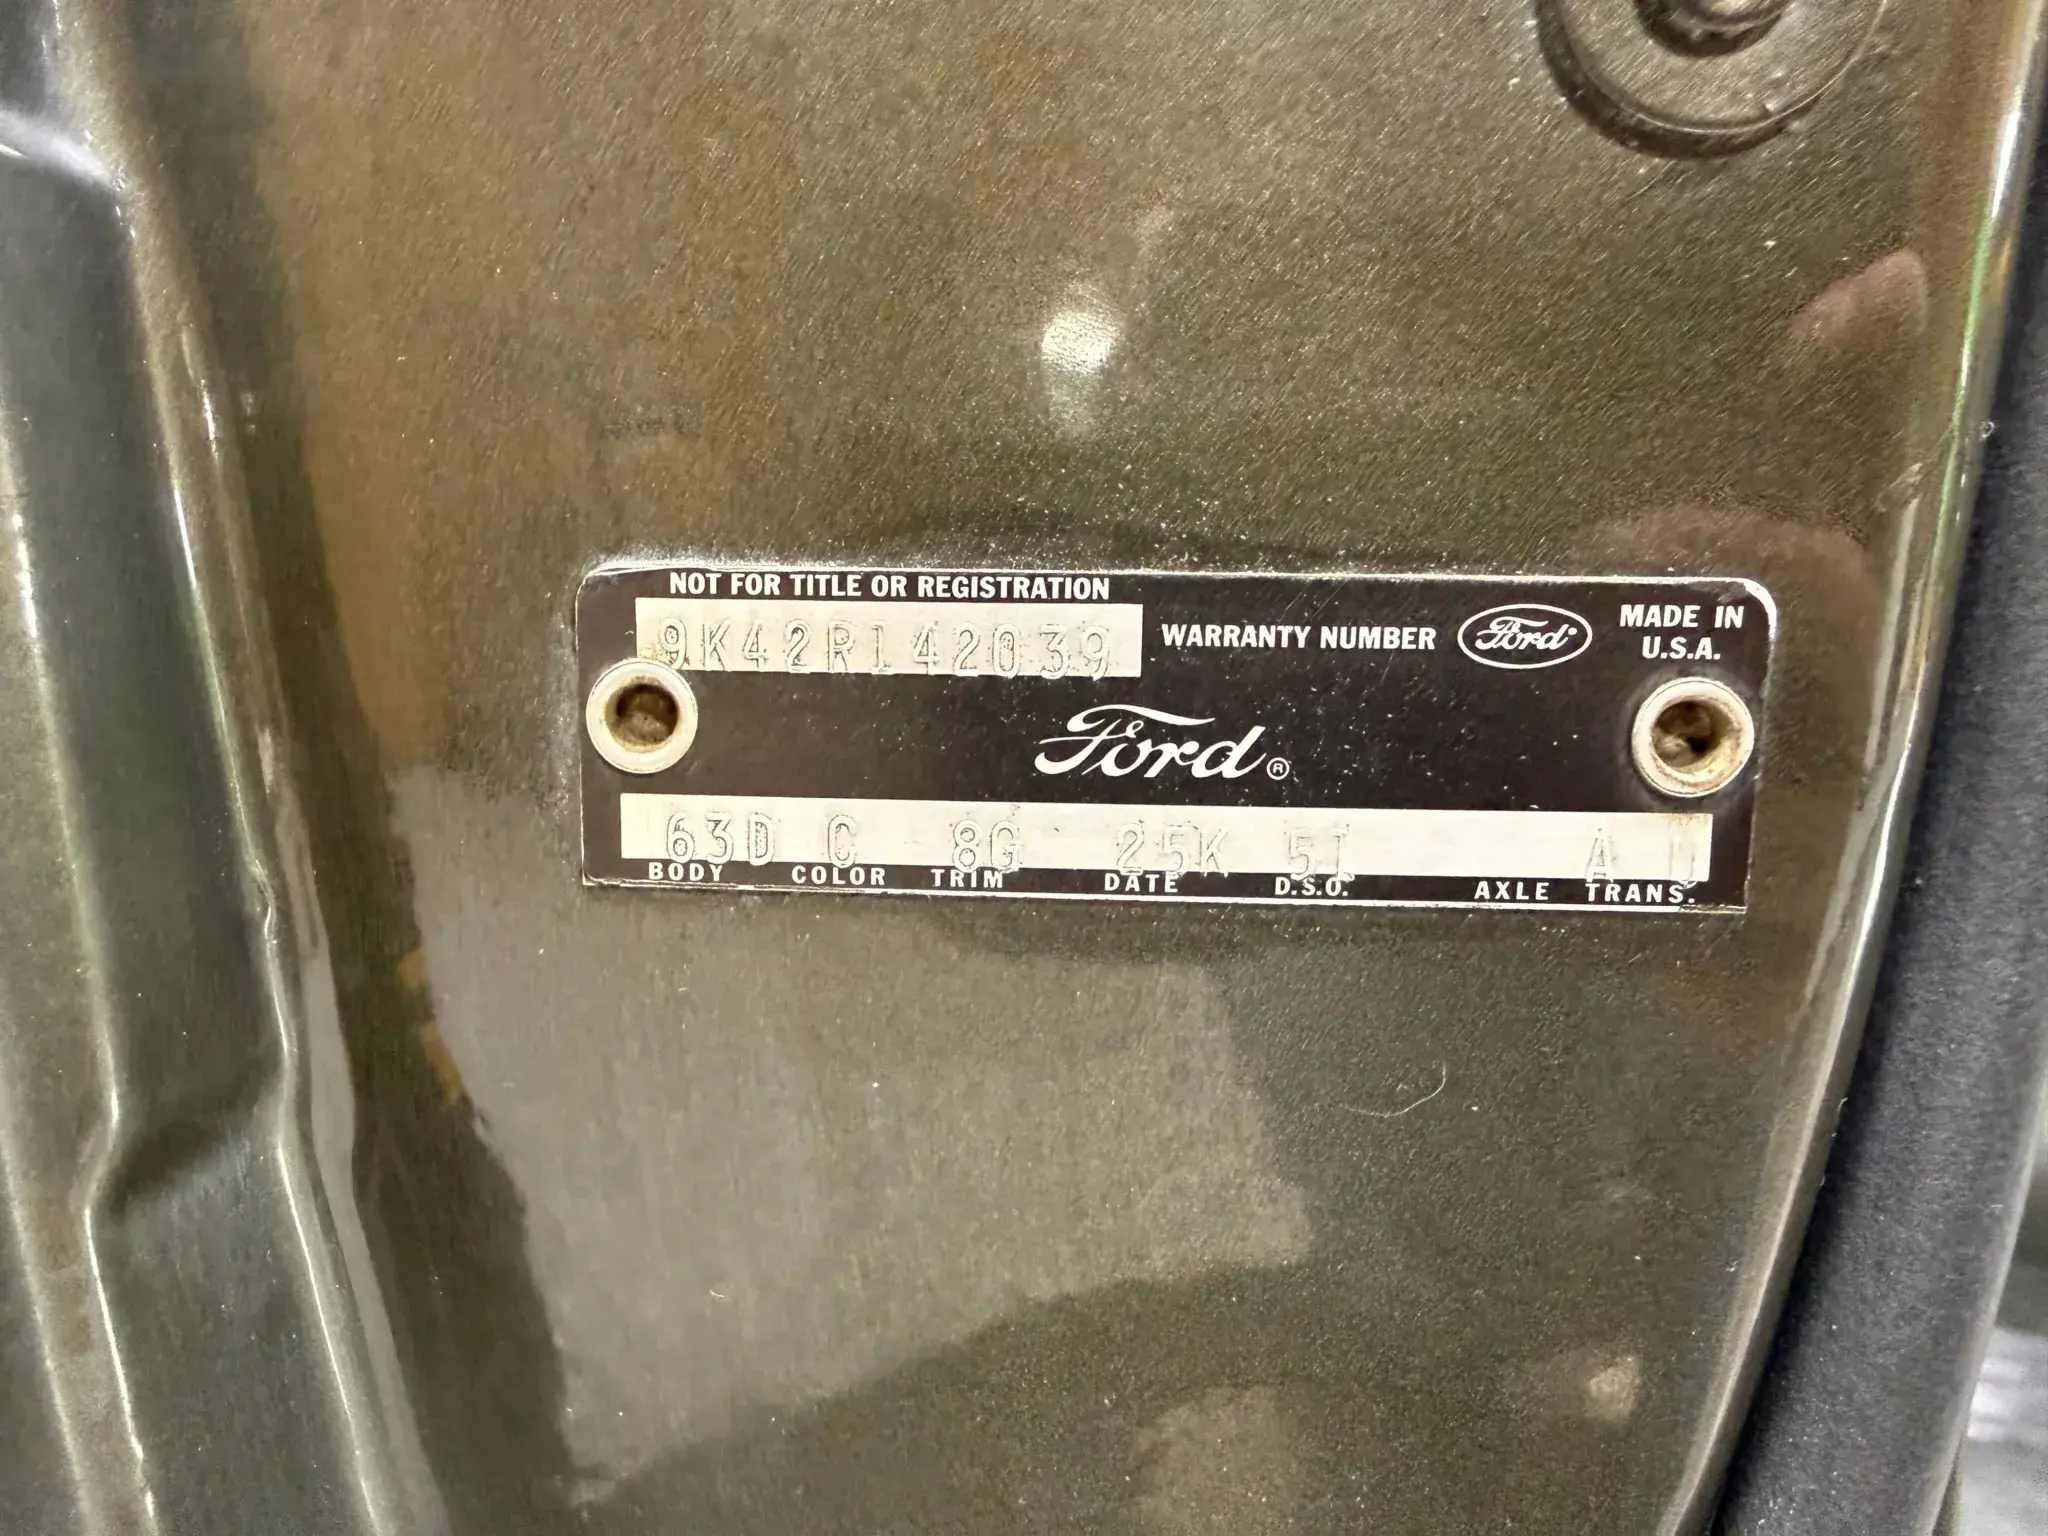 NOT FOR TITLE OR REGISTRATION
9K42R142039
WARRANTY NUMBER
Ford
MADE IN
U.S.A.
Ford®
63D C 8G 25K 51 A U
BODY COLOR TRIM DATE D.S.O. AXLE TRANS.